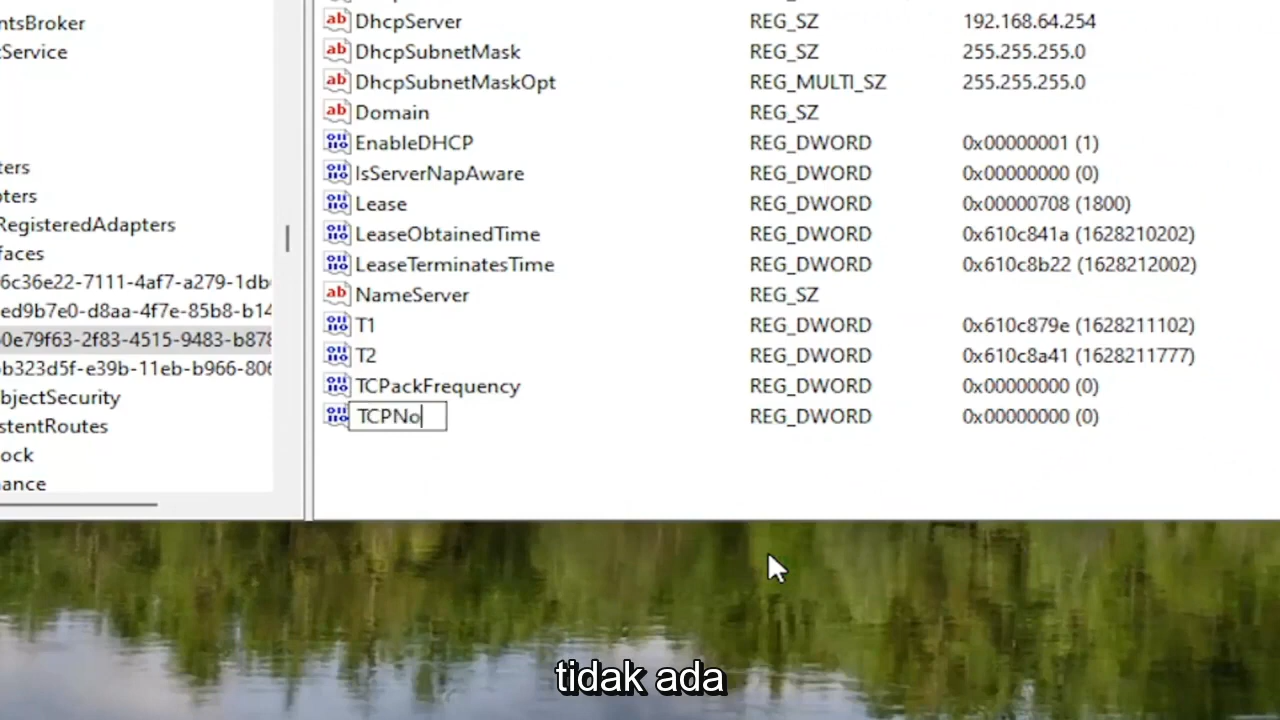 ntsBroker
tService
ters
oters
RegisteredAdapters
faces
6c36e22-7111-4af7-a279-1db
ed9b7e0-d8aa-4f7e-85b8-b14
0e79f63-2f83-4515-9483-b878
b323d5f-e39b-11eb-b966-806
bjectSecurity
stentRoutes
ock
nance
DhcpServer REG_SZ 192.168.64.254
DhcpSubnetMask REG_SZ 255.255.255.0
DhcpSubnetMaskOpt REG_MULTI_SZ 255.255.255.0
Domain REG_SZ
EnableDHCP REG_DWORD 0x00000001 (1)
IsServerNapAware REG_DWORD 0x00000000 (0)
Lease REG_DWORD 0x00000708 (1800)
LeaseObtainedTime REG_DWORD 0x610c841a (1628210202)
LeaseTerminatesTime REG_DWORD 0x610c8b22 (1628212002)
NameServer REG_SZ
T1 REG_DWORD 0x610c879e (1628211102)
T2 REG_DWORD 0x610c8a41 (1628211777)
TCPackFrequency REG_DWORD 0x00000000 (0)
TCPNo REG_DWORD 0x00000000 (0)
tidak ada